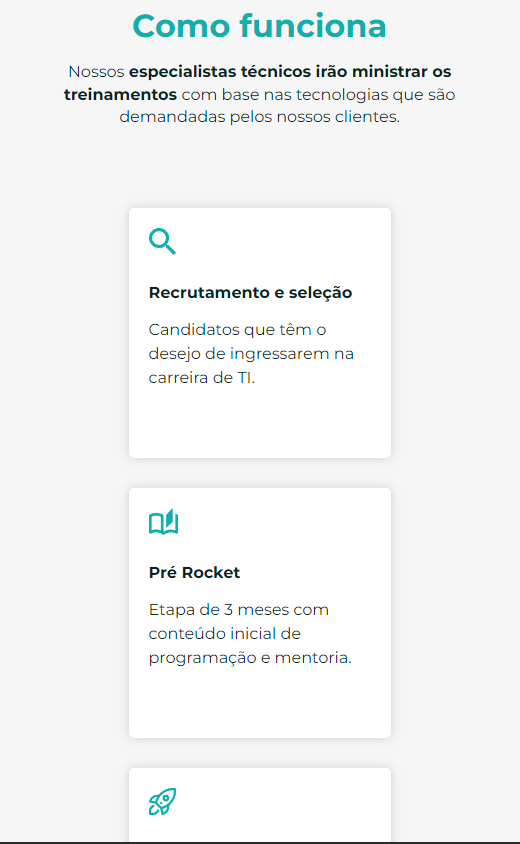 Como funciona
Nossos especialistas técnicos irão ministrar os
treinamentos com base nas tecnologias que são
demandadas pelos nossos clientes.
Recrutamento e seleção
Candidatos que têm o
desejo de ingressarem na
carreira de TI.
Pré Rocket
Etapa de 3 meses com
conteúdo inicial de
programação e mentoria.